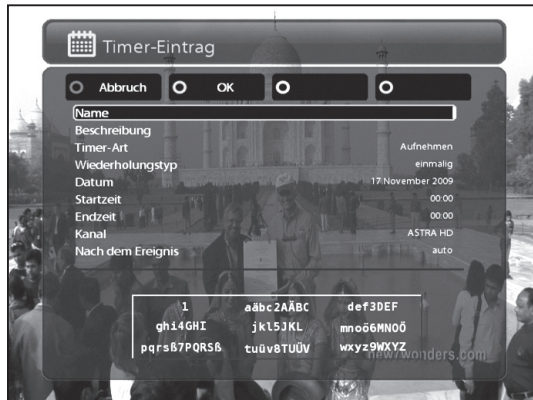 Timer-Eintrag
Abbruch OK
Name
Beschreibung
Timer-Art Aufnehmen
Wiederholungstyp einmalig
Datum 17 November 2009
Startzeit 00:00
Endzeit 00:00
Kanal ASTRA HD
Nach dem Ereignis auto
1 aäbc2AÄBC def3DEF
ghi4GHI jkl5JKL mnoö6MNOÖ
pqrsß7PQRSß tuüv8TUÜV wxyz9WXYZ
new7wonders.com